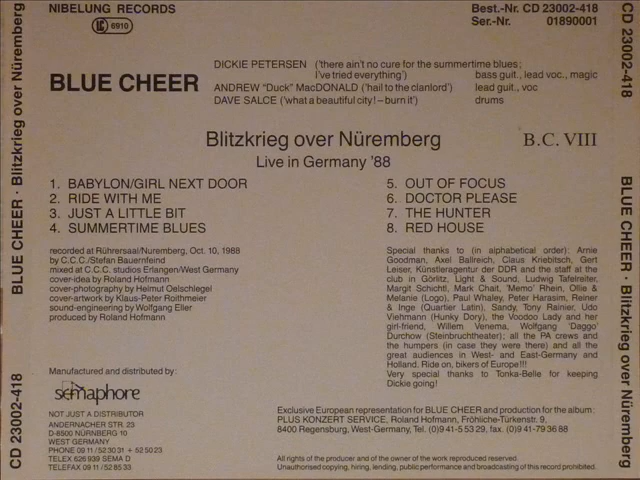 NIBELUNG RECORDS
LC 6910
Best.-Nr. CD 23002-418
Ser.-Nr. 01890001
BLUE CHEER
DICKIE PETERSEN ('there ain't no cure for the summertime blues;
I've tried everything') bass guit., lead voc., magic
ANDREW "Duck" MacDONALD ('hail to the clanlord') lead guit., voc
DAVE SALCE ('what a beautiful city! – burn it') drums
Blitzkrieg over Nüremberg
B.C. VIII
Live in Germany '88
1. BABYLON/GIRL NEXT DOOR
2. RIDE WITH ME
3. JUST A LITTLE BIT
4. SUMMERTIME BLUES
5. OUT OF FOCUS
6. DOCTOR PLEASE
7. THE HUNTER
8. RED HOUSE
recorded at Rührersaal/Nuremberg, Oct. 10, 1988
by C.C.C./Stefan Bauernfeind
mixed at C.C.C. studios Erlangen/West Germany
cover-idea by Roland Hofmann
cover-photography by Helmut Oelschlegel
cover-artwork by Klaus-Peter Roithmeier
sound-engineering by Wolfgang Eller
produced by Roland Hofmann
Special thanks to (in alphabetical order): Arnie
Goodman, Axel Ballreich, Claus Kriebitsch, Gert
Leiser, Künstleragentur der DDR and the staff at the
club in Görlitz, Light & Sound, Ludwig Tafelreiter,
Margit Schichtl, Mark Chait, 'Memo' Rhein, Ollie &
Melanie (Logo), Paul Whaley, Peter Harasim, Reiner
& Inge (Quartier Latin), Sandy, Tony Rainier, Udo
Viehmann (Hunky Dory), the Voodoo Lady and her
girl-friend, Willem Venema, Wolfgang 'Daggo'
Durchow (Steinbruchtheater); all the PA crews and
the humpers (in case they were there) and all the
great audiences in West- and East-Germany and
Holland. Ride on, bikers of Europe!!!
Very special thanks to Tonka-Belle for keeping
Dickie going!
Manufactured and distributed by:
semaphore
NOT JUST A DISTRIBUTOR
ANDERNACHER STR. 23
D-8500 NÜRNBERG 10
WEST GERMANY
PHONE 09 11 / 52 30 31 + 52 50 23
TELEX 626 939 SEMA D
TELEFAX 09 11 / 52 85 33
Exclusive European representation for BLUE CHEER and production for the album:
PLUS KONZERT SERVICE, Roland Hofmann, Fröhliche-Türkenstr. 9,
8400 Regensburg, West-Germany, Tel. (0)9 41-5 53 29, fax. (0)9 41-79 36 88
All rights of the producer and of the owner of the work reproduced reserved.
Unauthorised copying, hiring, lending, public performance and broadcasting of this record prohibited.
CD 23002-418 BLUE CHEER · Blitzkrieg over Nüremberg
CD 23002-418 BLUE CHEER · Blitzkrieg over Nüremberg